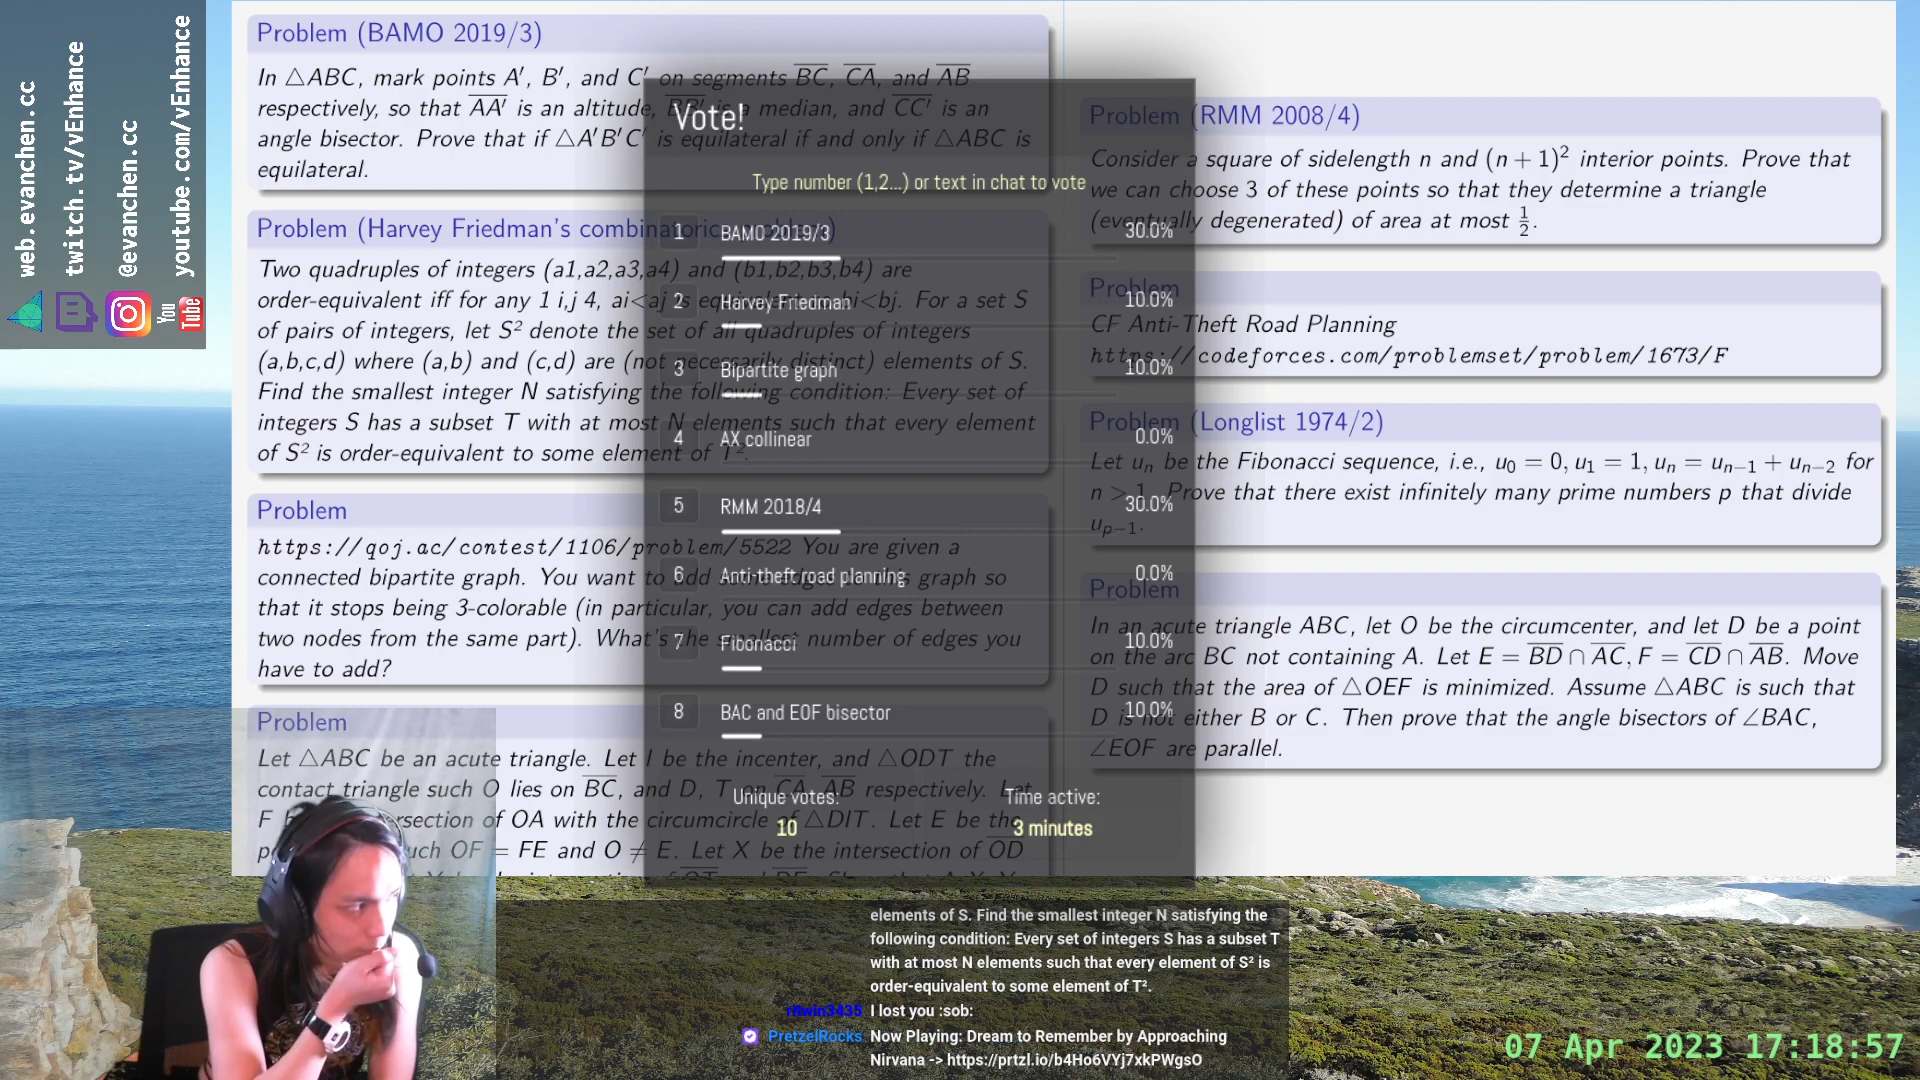 web.evanchen.cc
twitch.tv/vEnhance
@evanchen.cc
youtube.com/vEnhance
You
Tube
Problem (BAMO 2019/3)
In △ABC, mark points A′, B′, and C′ on segments BC, CA, and AB
respectively, so that AA′ is an altitude, BB′ is a median, and CC′ is an
angle bisector. Prove that if △A′B′C′ is equilateral if and only if △ABC is
equilateral.
Problem (Harvey Friedman's combinatorics problem)
Two quadruples of integers (a1,a2,a3,a4) and (b1,b2,b3,b4) are
order-equivalent iff for any 1 i,j 4, ai<aj is equivalent to bi<bj. For a set S
of pairs of integers, let S² denote the set of all quadruples of integers
(a,b,c,d) where (a,b) and (c,d) are (not necessarily distinct) elements of S.
Find the smallest integer N satisfying the following condition: Every set of
integers S has a subset T with at most N elements such that every element
of S² is order-equivalent to some element of T².
Problem
https://qoj.ac/contest/1106/problem/5522 You are given a
connected bipartite graph. You want to add some edges to this graph so
that it stops being 3-colorable (in particular, you can add edges between
two nodes from the same part). What's the smallest number of edges you
have to add?
Problem
Let △ABC be an acute triangle. Let I be the incenter, and △ODT the
contact triangle such O lies on BC, and D, T on CA, AB respectively. Let
F rsection of OA with the circumcircle of △DIT. Let E be the
uch OF = FE and O ≠ E. Let X be the intersection of OD
Vote!
Type number (1,2...) or text in chat to vote
1 BAMO 2019/3 30.0%
2 Harvey Friedman 10.0%
3 Bipartite graph 10.0%
4 AX collinear 0.0%
5 RMM 2018/4 30.0%
6 Anti-theft road planning 0.0%
7 Fibonacci 10.0%
8 BAC and EOF bisector 10.0%
Unique votes:
10
Time active:
3 minutes
Problem (RMM 2008/4)
Consider a square of sidelength n and (n + 1)² interior points. Prove that
we can choose 3 of these points so that they determine a triangle
(eventually degenerated) of area at most 1/2.
Problem
CF Anti-Theft Road Planning
https://codeforces.com/problemset/problem/1673/F
Problem (Longlist 1974/2)
Let uₙ be the Fibonacci sequence, i.e., u₀ = 0, u₁ = 1, uₙ = uₙ₋₁ + uₙ₋₂ for
n > 1. Prove that there exist infinitely many prime numbers p that divide
uₚ₋₁.
Problem
In an acute triangle ABC, let O be the circumcenter, and let D be a point
on the arc BC not containing A. Let E = BD ∩ AC, F = CD ∩ AB. Move
D such that the area of △OEF is minimized. Assume △ABC is such that
D is not either B or C. Then prove that the angle bisectors of ∠BAC,
∠EOF are parallel.
elements of S. Find the smallest integer N satisfying the
following condition: Every set of integers S has a subset T
with at most N elements such that every element of S² is
order-equivalent to some element of T².
I lost you :sob:
PretzelRocks Now Playing: Dream to Remember by Approaching
Nirvana -> https://prtzl.io/b4Ho6VYj7xkPWgsO
07 Apr 2023 17:18:57